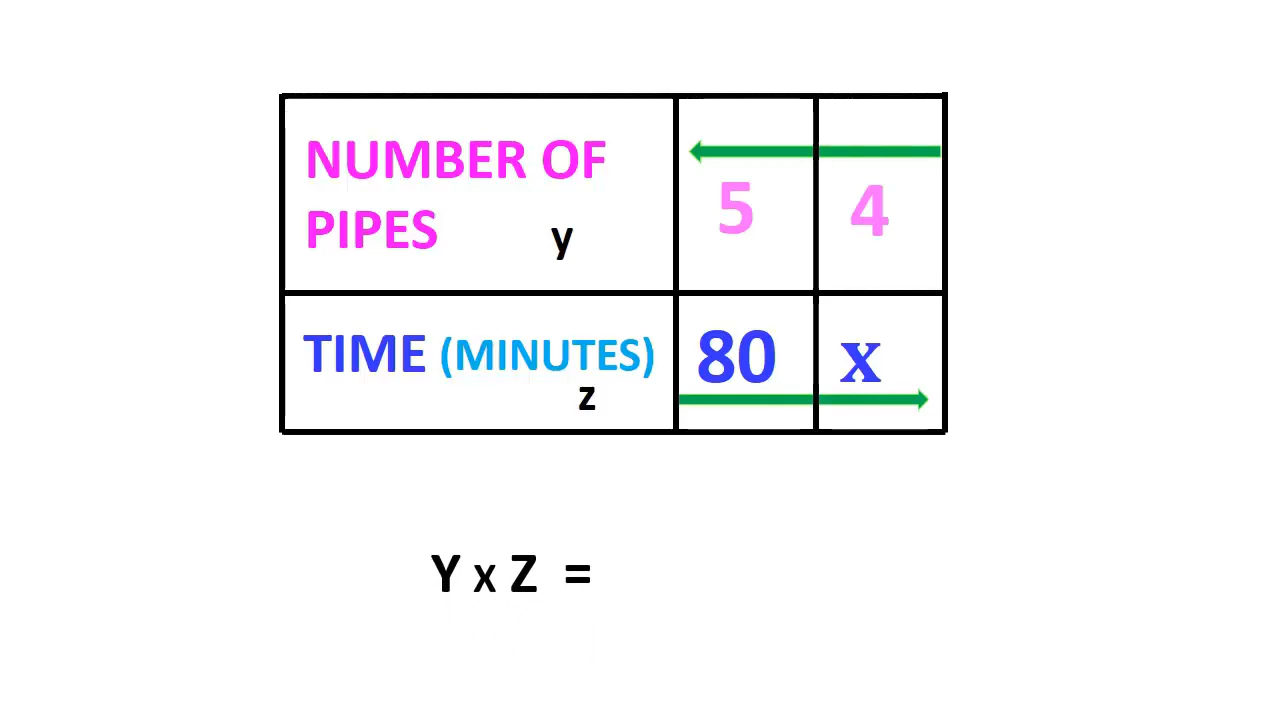 NUMBER OF
PIPES y
5 4
TIME (MINUTES)
z
80 x
Y x Z =